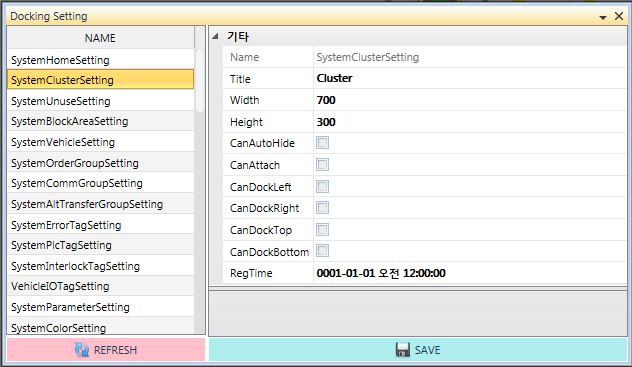 Docking Setting
NAME
SystemHomeSetting
SystemClusterSetting
SystemUnuseSetting
SystemBlockAreaSetting
SystemVehicleSetting
SystemOrderGroupSetting
SystemCommGroupSetting
SystemAltTransferGroupSetting
SystemErrorTagSetting
SystemPlcTagSetting
SystemInterlockTagSetting
VehicleIOTagSetting
SystemParameterSetting
SystemColorSetting
기타
Name SystemClusterSetting
Title Cluster
Width 700
Height 300
CanAutoHide
CanAttach
CanDockLeft
CanDockRight
CanDockTop
CanDockBottom
RegTime 0001-01-01 오전 12:00:00
REFRESH
SAVE